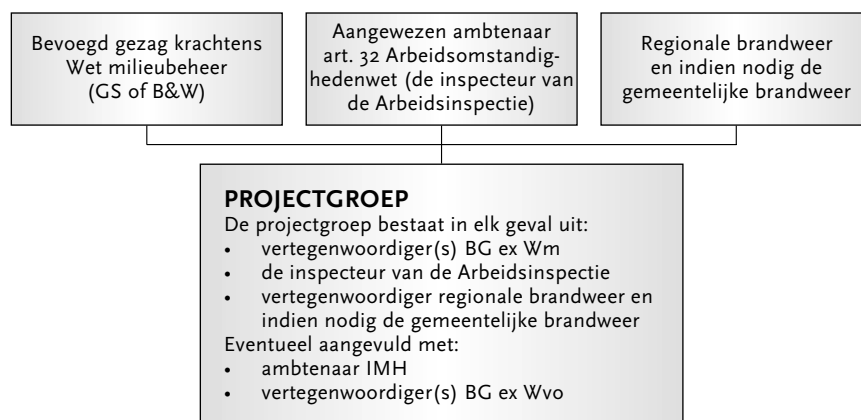 Bevoegd gezag krachtens
Wet milieubeheer
(GS of B&W)
Aangewezen ambtenaar
art. 32 Arbeidsomstandig-
hedenwet (de inspecteur van
de Arbeidsinspectie)
Regionale brandweer
en indien nodig de
gemeentelijke brandweer
PROJECTGROEP
De projectgroep bestaat in elk geval uit:
• vertegenwoordiger(s) BG ex Wm
• de inspecteur van de Arbeidsinspectie
• vertegenwoordiger regionale brandweer en
indien nodig de gemeentelijke brandweer
Eventueel aangevuld met:
• ambtenaar IMH
• vertegenwoordiger(s) BG ex Wvo